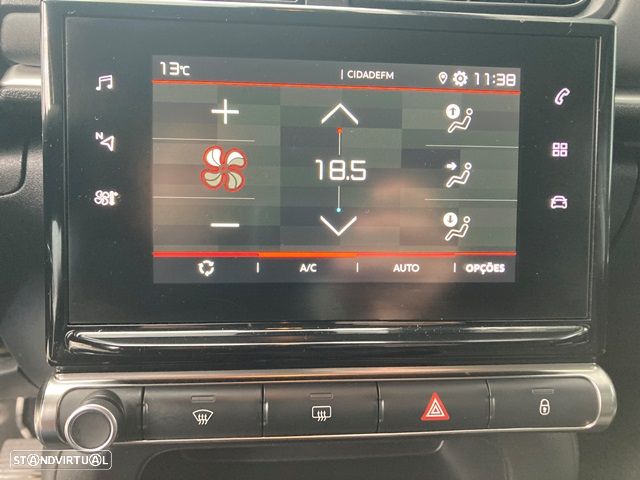 13°C
CIDADEFM
11:38
N
18.5
A/C
AUTO
OPÇÕES
STANDVIRTUAL